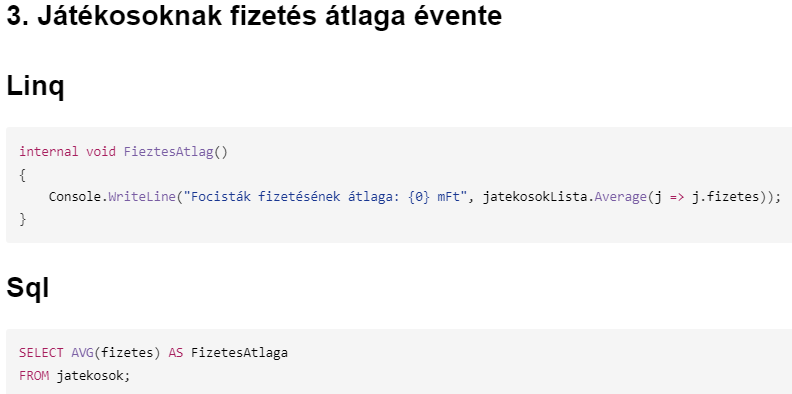 3. Játékosoknak fizetés átlaga évente
Linq
internal void FieztesAtlag()
{
    Console.WriteLine("Focisták fizetésének átlaga: {0} mFt", jatekosokLista.Average(j => j.fizetes));
}
Sql
SELECT AVG(fizetes) AS FizetesAtlaga
FROM jatekosok;